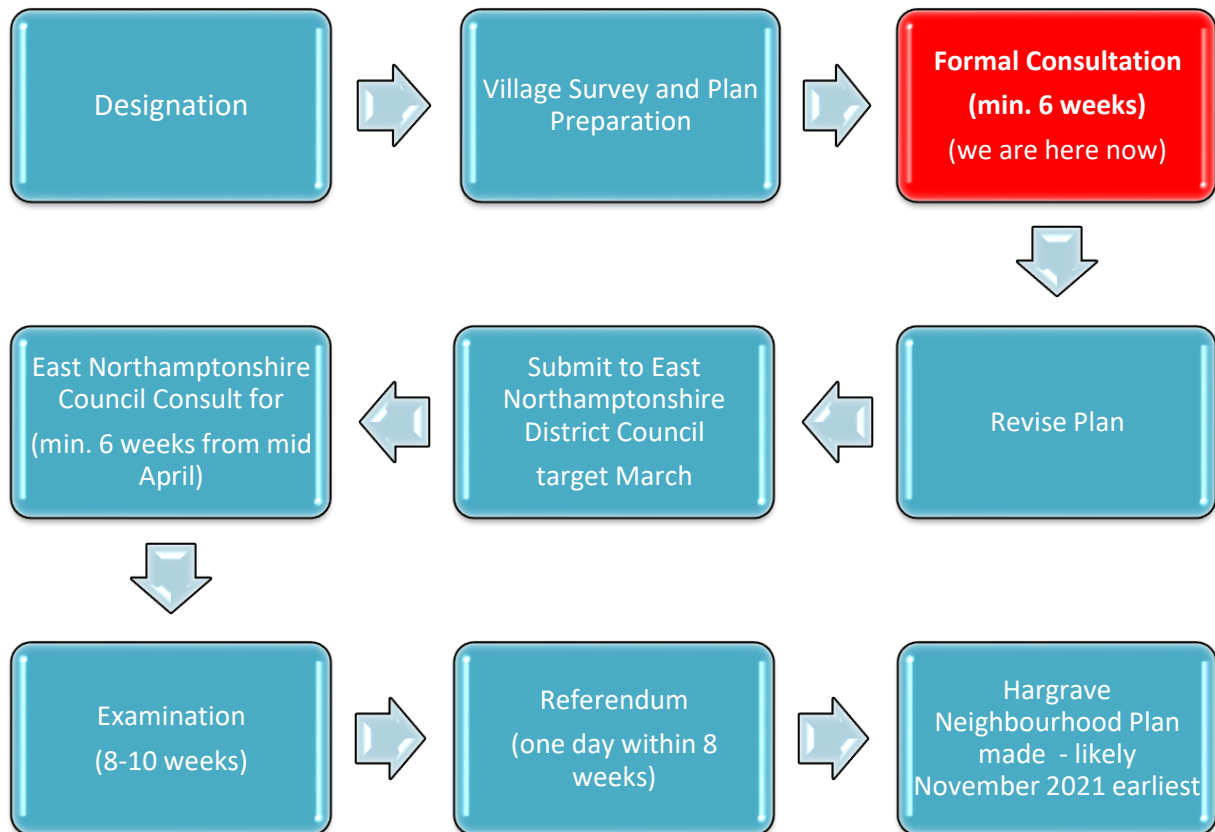 Designation
Village Survey and Plan
Preparation
Formal Consultation
(min. 6 weeks)
(we are here now)
Revise Plan
Submit to East
Northamptonshire
District Council
target March
East Northamptonshire
Council Consult for
(min. 6 weeks from mid
April)
Examination
(8-10 weeks)
Referendum
(one day within 8
weeks)
Hargrave
Neighbourhood Plan
made - likely
November 2021 earliest